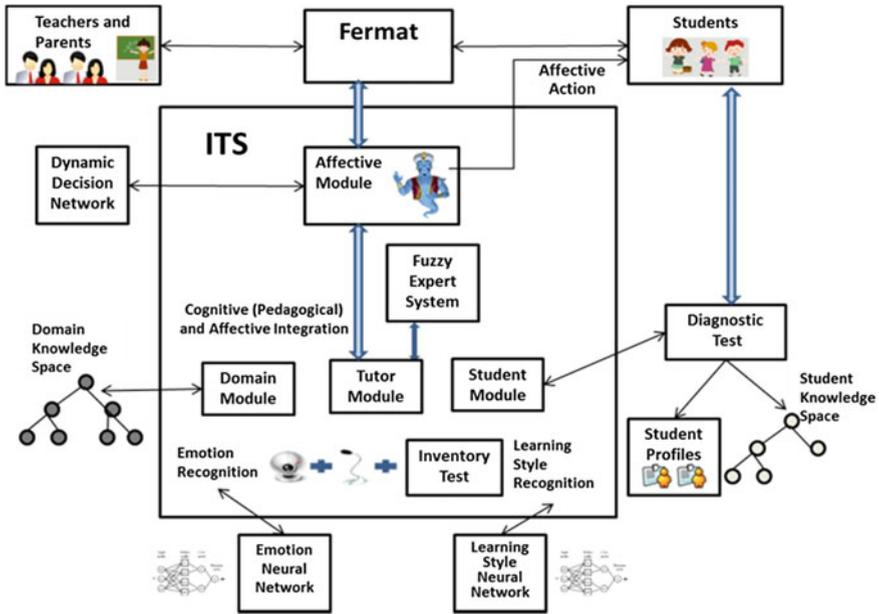 Teachers and
Parents
Fermat
Students
Affective
Action
ITS
Affective
Module
Dynamic
Decision
Network
Fuzzy
Expert
System
Cognitive (Pedagogical)
and Affective Integration
Diagnostic
Test
Domain
Knowledge
Space
Domain
Module
Tutor
Module
Student
Module
Student
Knowledge
Space
Student
Profiles
Emotion
Recognition
Inventory
Test
Learning
Style
Recognition
Emotion
Neural
Network
Learning
Style
Neural
Network